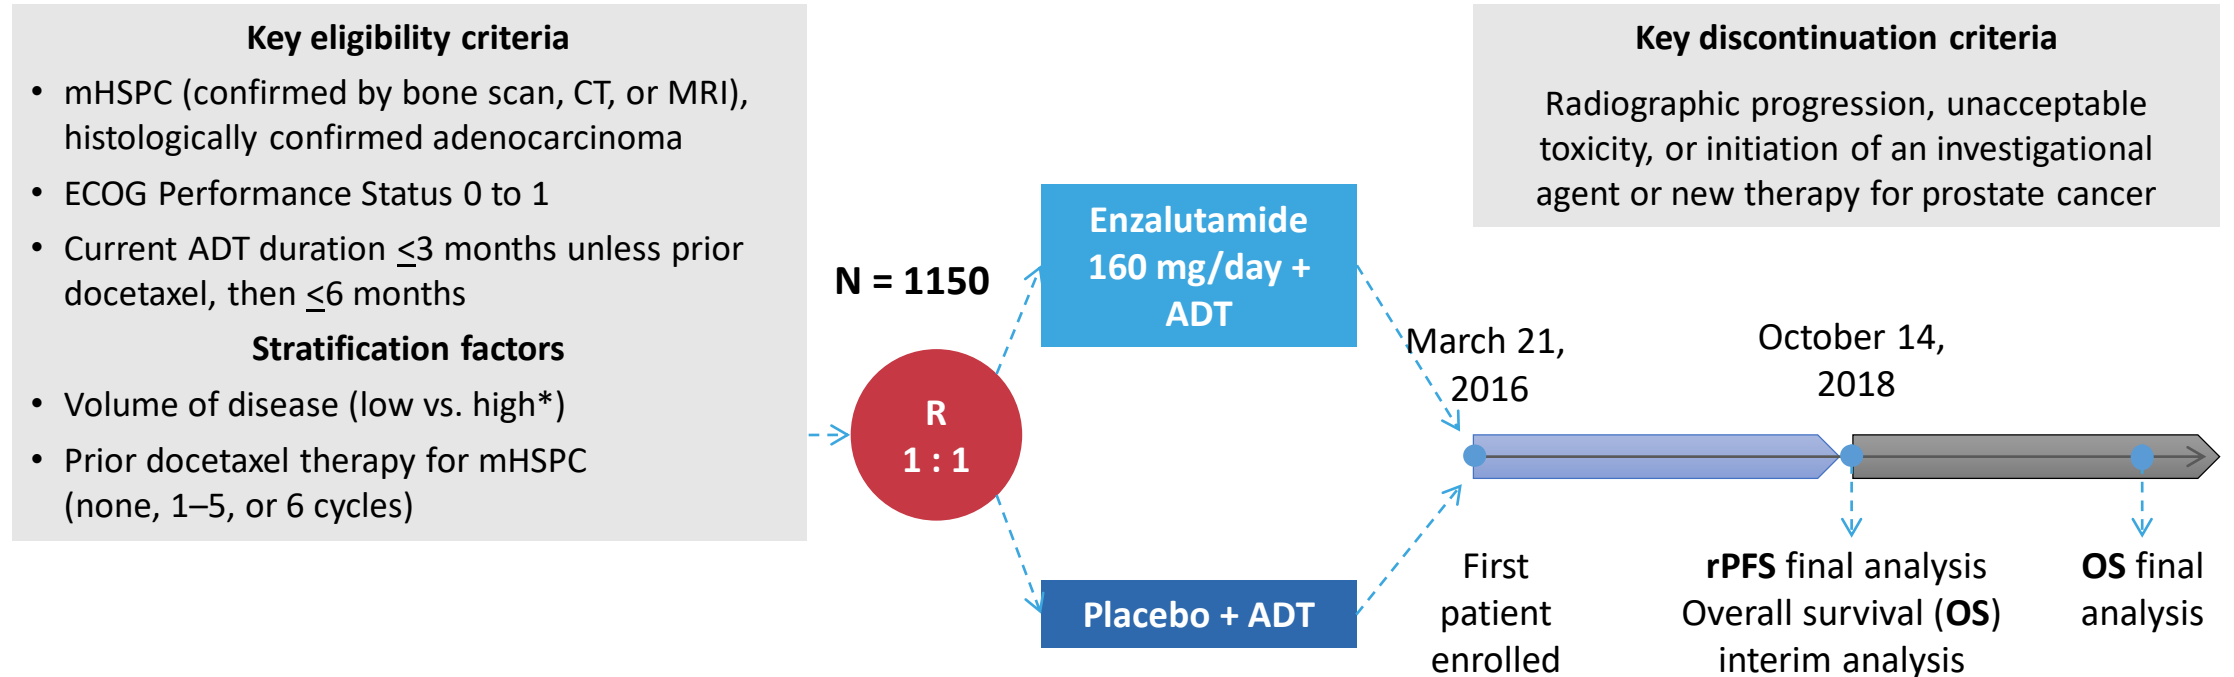 Key eligibility criteria
• mHSPC (confirmed by bone scan, CT, or MRI),
histologically confirmed adenocarcinoma
• ECOG Performance Status 0 to 1
• Current ADT duration ≤3 months unless prior
docetaxel, then ≤6 months
Stratification factors
• Volume of disease (low vs. high*)
• Prior docetaxel therapy for mHSPC
(none, 1–5, or 6 cycles)
N = 1150
R
1 : 1
Enzalutamide
160 mg/day +
ADT
Placebo + ADT
Key discontinuation criteria
Radiographic progression, unacceptable
toxicity, or initiation of an investigational
agent or new therapy for prostate cancer
March 21,
2016
October 14,
2018
First
patient
enrolled
rPFS final analysis
Overall survival (OS)
interim analysis
OS final
analysis